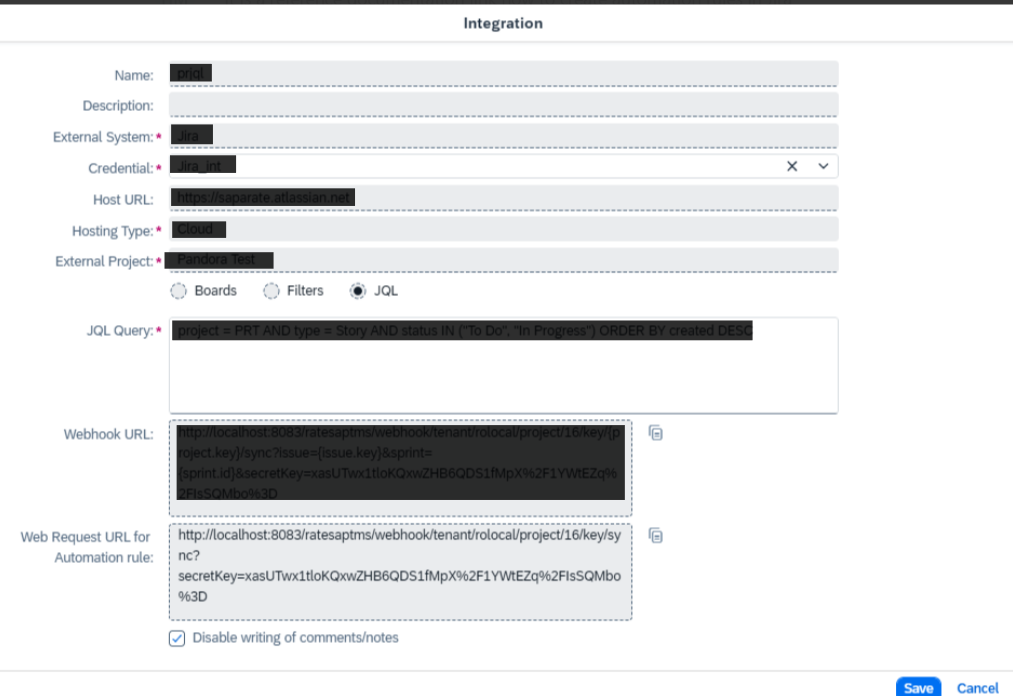 Integration
Name: prjql
Description:
External System:* Jira
Credential:* Jira_int
Host URL: https://saparate.atlassian.net
Hosting Type:* Cloud
External Project:* Pandora Test
Boards Filters JQL
JQL Query:* project = PRT AND type = Story AND status IN ("To Do", "In Progress") ORDER BY created DESC
Webhook URL: http://localhost:8083/ratesaptms/webhook/tenant/rolocal/project/16/key/{p
roject.key}/sync?issue={issue.key}&sprint=
{sprint.id}&secretKey=xasUTwx1tloKQxwZHB6QDS1fMpX%2F1YWtEZq%
2FIsSQMbo%3D
Web Request URL for
Automation rule:
http://localhost:8083/ratesaptms/webhook/tenant/rolocal/project/16/key/sy
nc?
secretKey=xasUTwx1tloKQxwZHB6QDS1fMpX%2F1YWtEZq%2FIsSQMbo
%3D
Disable writing of comments/notes
Save Cancel